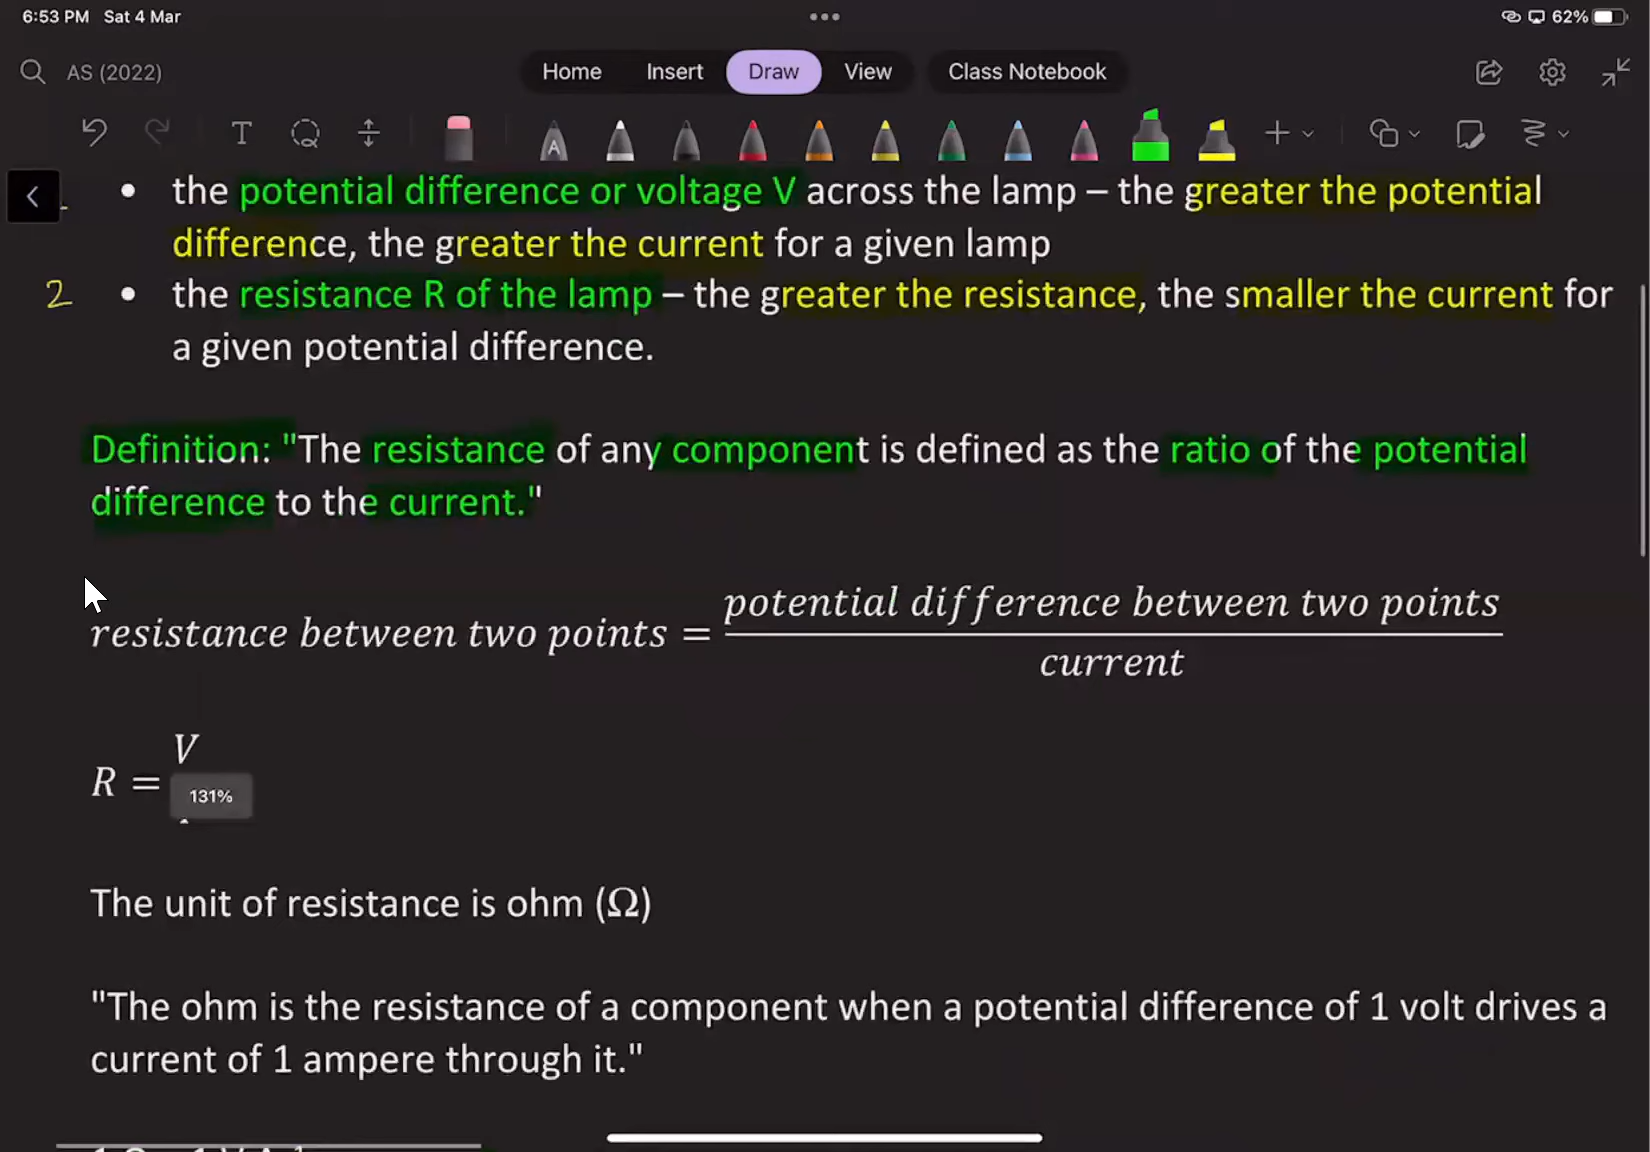 6:53 PM Sat 4 Mar
62%
AS (2022)
Home Insert Draw View Class Notebook
T
A
• the potential difference or voltage V across the lamp – the greater the potential
difference, the greater the current for a given lamp
2 • the resistance R of the lamp – the greater the resistance, the smaller the current for
a given potential difference.
Definition: "The resistance of any component is defined as the ratio of the potential
difference to the current."
resistance between two points = potential difference between two points
current
R = V
131%
The unit of resistance is ohm (Ω)
"The ohm is the resistance of a component when a potential difference of 1 volt drives a
current of 1 ampere through it."